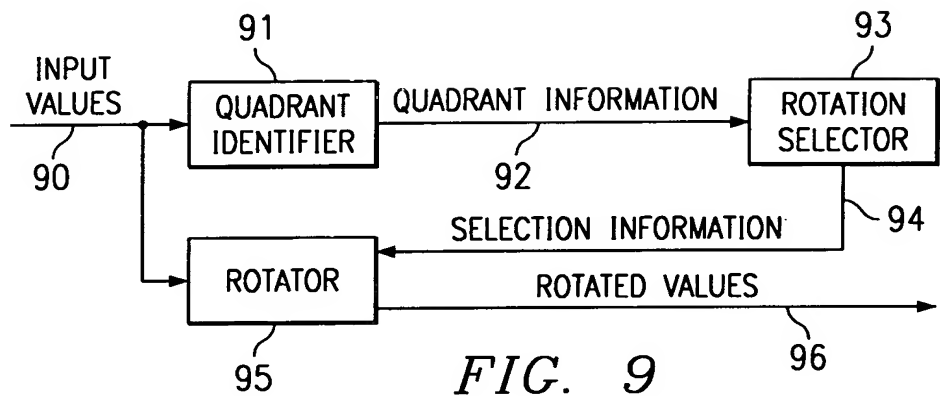 91
93
INPUT
VALUES
QUADRANT
IDENTIFIER
QUADRANT INFORMATION
ROTATION
SELECTOR
90
92
94
SELECTION INFORMATION
ROTATOR
ROTATED VALUES
95
96
FIG. 9